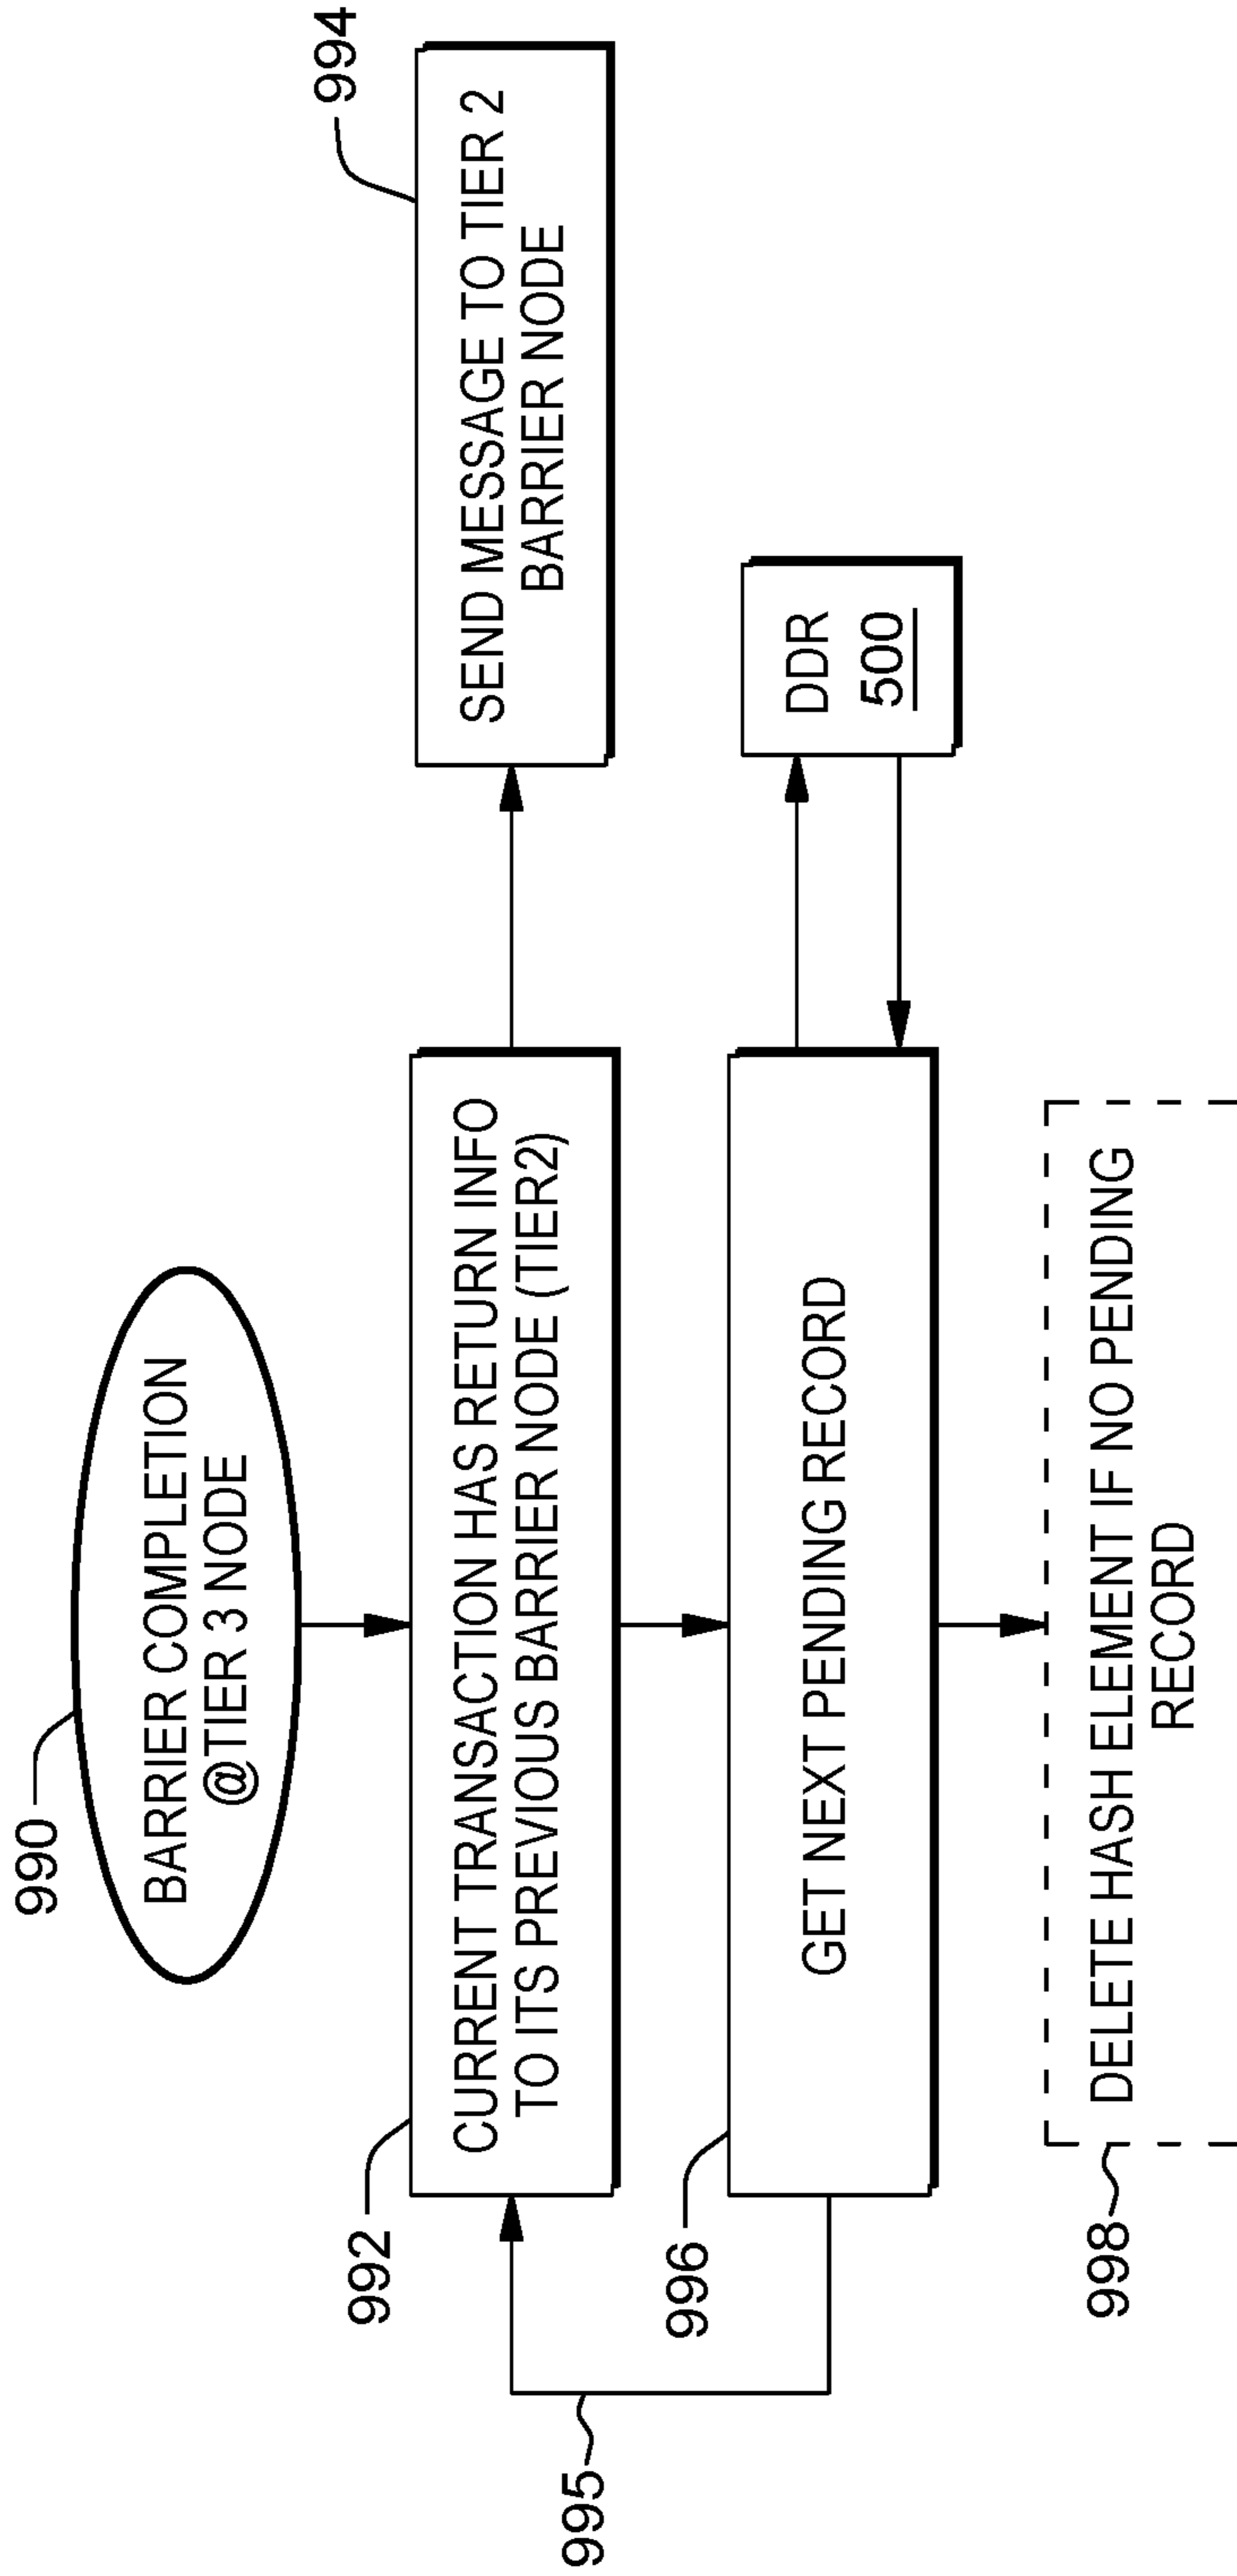 990
BARRIER COMPLETION
@TIER 3 NODE
992
CURRENT TRANSACTION HAS RETURN INFO
TO ITS PREVIOUS BARRIER NODE (TIER2)
994
SEND MESSAGE TO TIER 2
BARRIER NODE
995
996
GET NEXT PENDING RECORD
DDR
500
998
DELETE HASH ELEMENT IF NO PENDING
RECORD